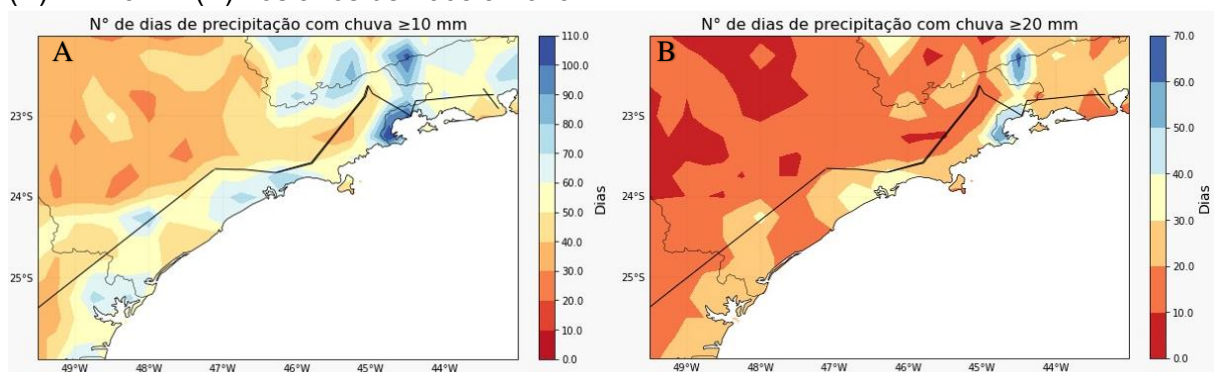 N° de dias de precipitação com chuva ≥10 mm
A
23°S
24°S
25°S
49°W 48°W 47°W 46°W 45°W 44°W
110.0
100.0
90.0
80.0
70.0
60.0
50.0
40.0
30.0
20.0
10.0
0.0
Dias
N° de dias de precipitação com chuva ≥20 mm
B
23°S
24°S
25°S
49°W 48°W 47°W 46°W 45°W 44°W
70.0
60.0
50.0
40.0
30.0
20.0
10.0
0.0
Dias